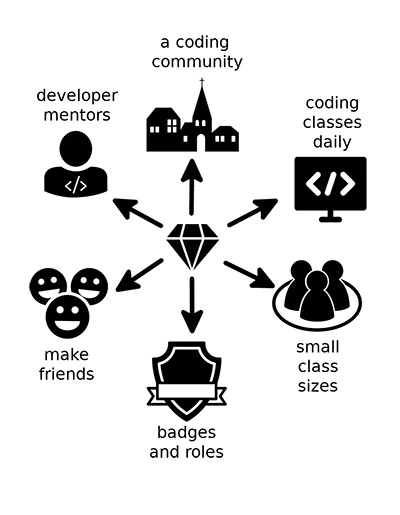 a coding
community
developer
mentors
</>
coding
classes
daily
</>
make
friends
small
class
sizes
badges
and roles